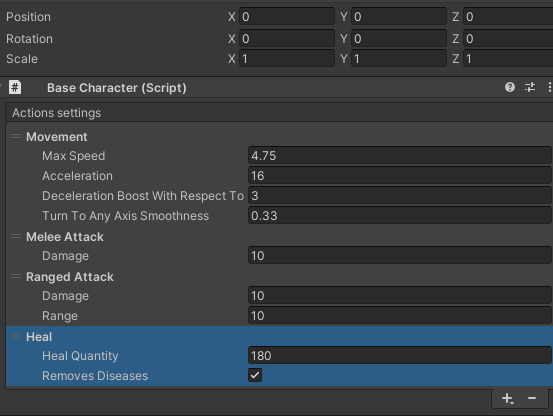 Position X 0 Y 0 Z 0
Rotation X 0 Y 0 Z 0
Scale X 1 Y 1 Z 1
# Base Character (Script)
Actions settings
Movement
Max Speed 4.75
Acceleration 16
Deceleration Boost With Respect To 3
Turn To Any Axis Smoothness 0.33
Melee Attack
Damage 10
Ranged Attack
Damage 10
Range 10
Heal
Heal Quantity 180
Removes Diseases